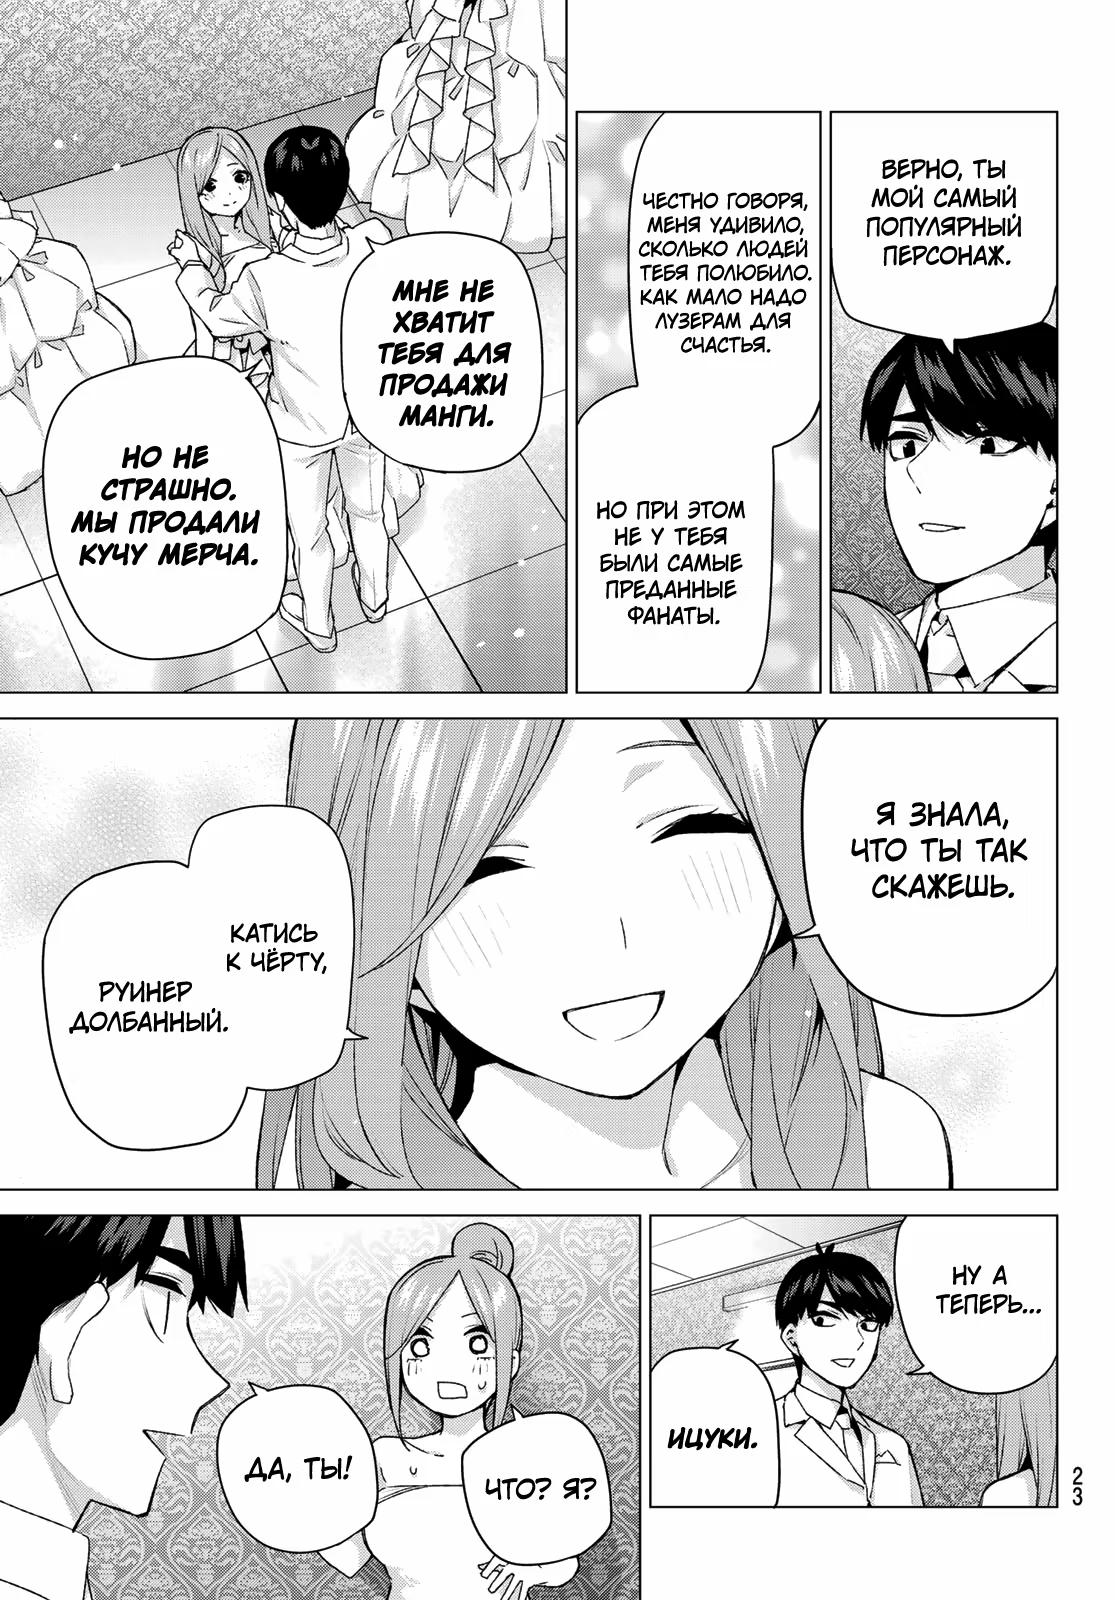 ВЕРНО, ТЫ
МОЙ САМЫЙ
ПОПУЛЯРНЫЙ
ПЕРСОНАЖ.
ЧЕСТНО ГОВОРЯ,
МЕНЯ УДИВИЛО,
СКОЛЬКО ЛЮДЕЙ
ТЕБЯ ПОЛЮБИЛО.
КАК МАЛО НАДО
ЛУЗЕРАМ ДЛЯ
СЧАСТЬЯ.
НО ПРИ ЭТОМ
НЕ У ТЕБЯ
БЫЛИ САМЫЕ
ПРЕДАННЫЕ
ФАНАТЫ.
МНЕ НЕ
ХВАТИТ
ТЕБЯ ДЛЯ
ПРОДАЖИ
МАНГИ.
НО НЕ
СТРАШНО.
МЫ ПРОДАЛИ
КУЧУ МЕРЧА.
Я ЗНАЛА,
ЧТО ТЫ ТАК
СКАЖЕШЬ.
КАТИСЬ
К ЧЁРТУ,
РУИНЕР
ДОЛБАННЫЙ.
НУ А
ТЕПЕРЬ...
ИЦУКИ.
ЧТО? Я?
ДА, ТЫ!
23